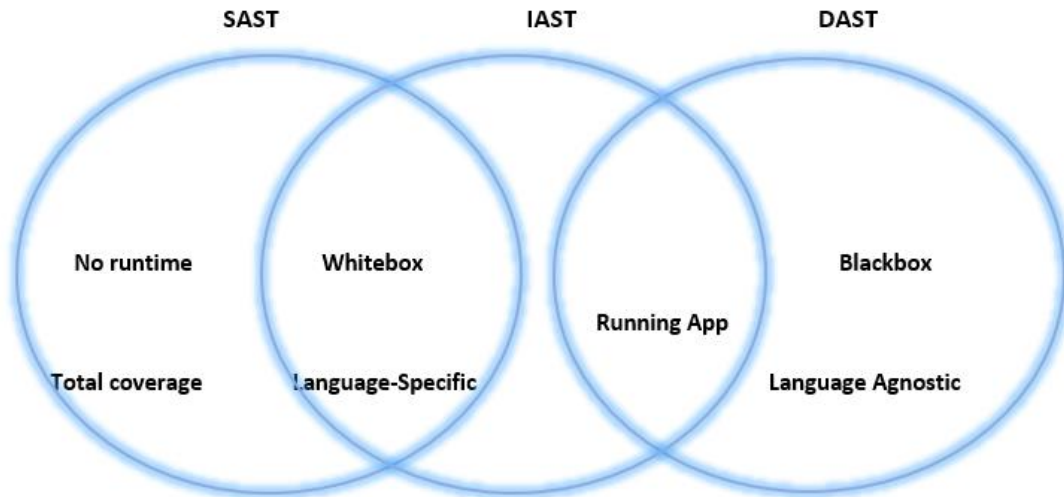 SAST IAST DAST
No runtime Whitebox Blackbox
Running App
Total coverage Language-Specific Language Agnostic